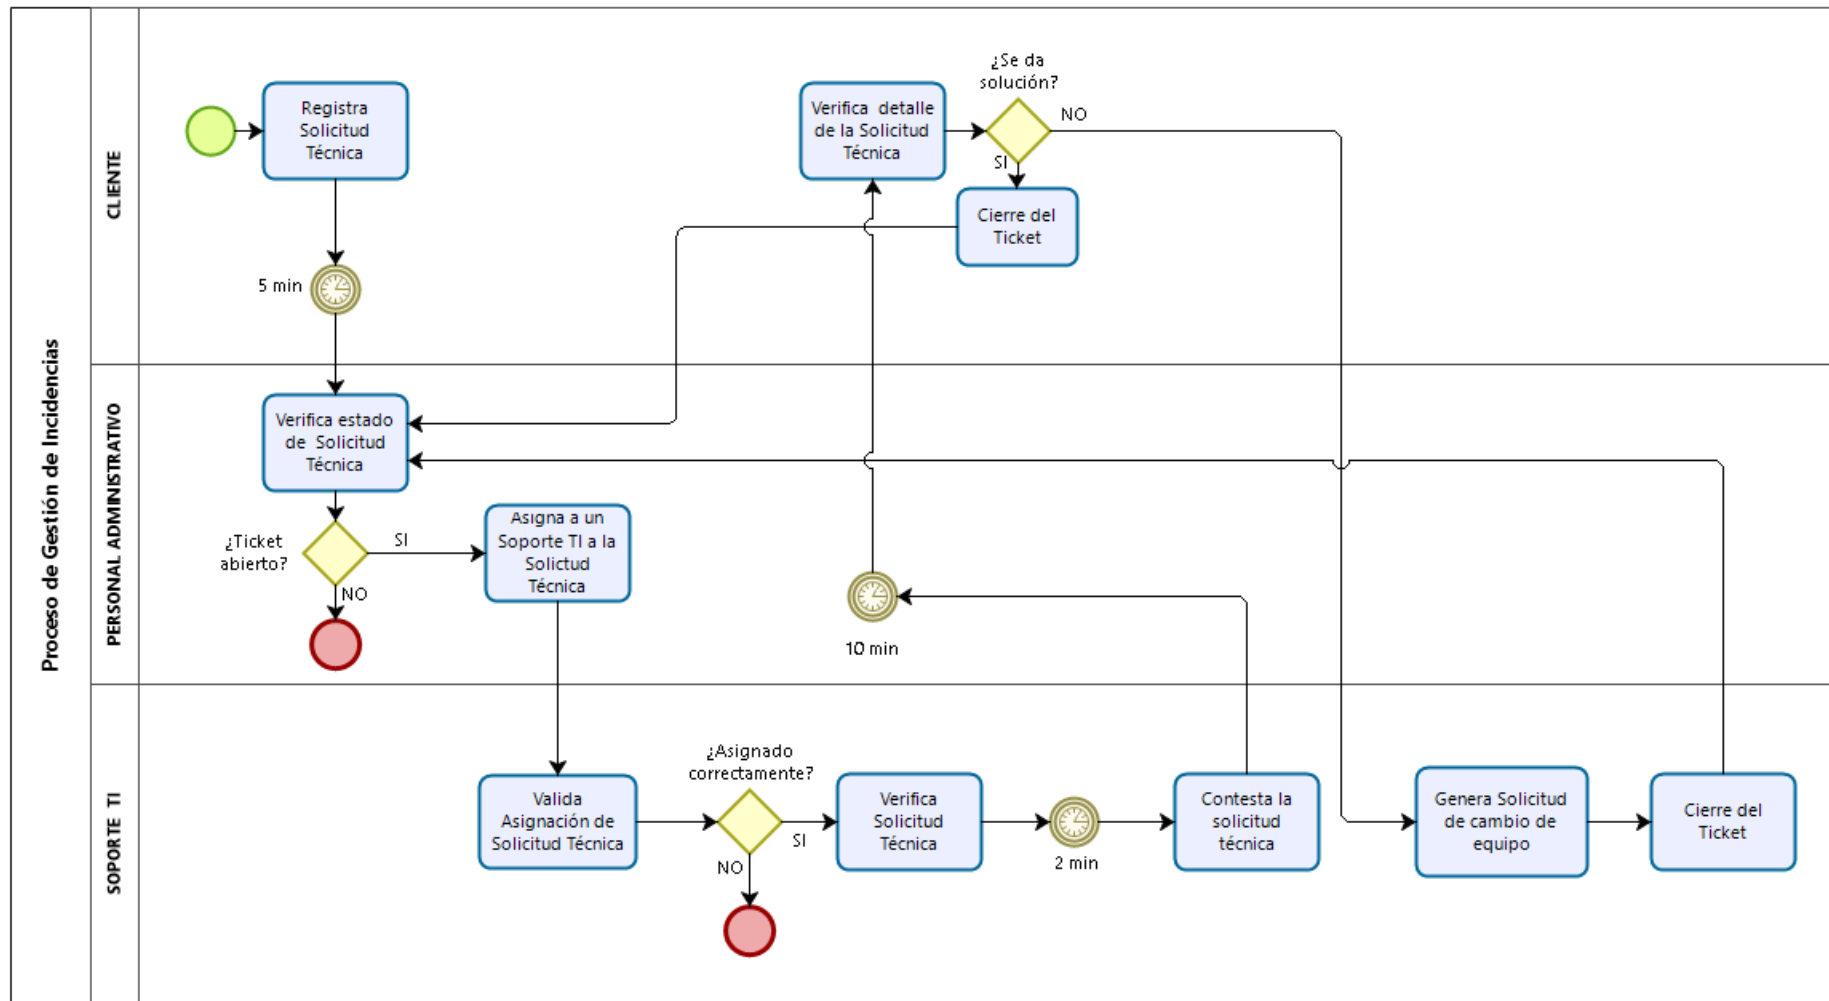 Proceso de Gestión de Incidencias
CLIENTE
Registra
Solicitud
Técnica
5 min
Verifica detalle
de la Solicitud
Técnica
¿Se da
solución?
NO
SI
Cierre del
Ticket
PERSONAL ADMINISTRATIVO
Verifica estado
de Solicitud
Técnica
¿Ticket
abierto?
SI
NO
Asigna a un
Soporte TI a la
Solictud
Técnica
10 min
SOPORTE TI
Valida
Asignación de
Solicitud Técnica
¿Asignado
correctamente?
SI
NO
Verifica
Solicitud
Técnica
2 min
Contesta la
solicitud
técnica
Genera Solicitud
de cambio de
equipo
Cierre del
Ticket